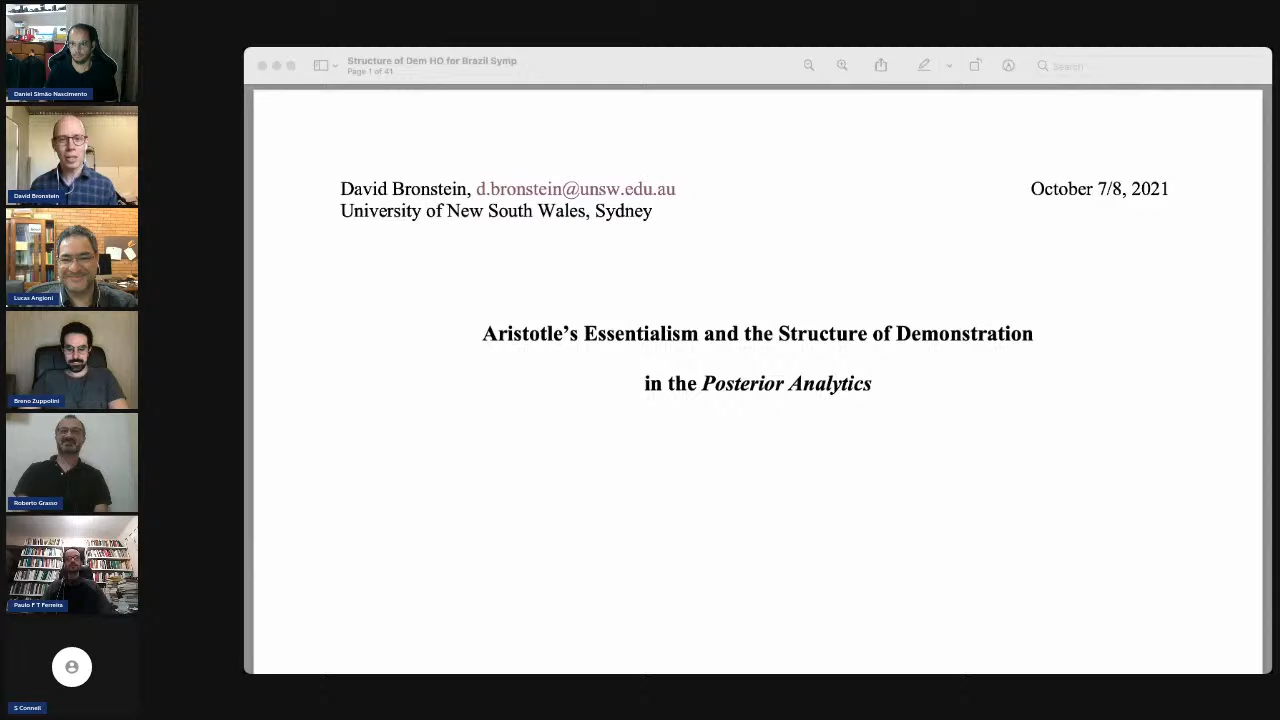 Daniel Simão Nascimento
David Bronstein
Lucas Angioni
Breno Zuppolini
Roberto Grasso
Paulo F T Ferreira
S Connell
Structure of Dem HO for Brazil Symp
Page 1 of 41
Search
David Bronstein, d.bronstein@unsw.edu.au
October 7/8, 2021
University of New South Wales, Sydney
Aristotle’s Essentialism and the Structure of Demonstration
in the Posterior Analytics